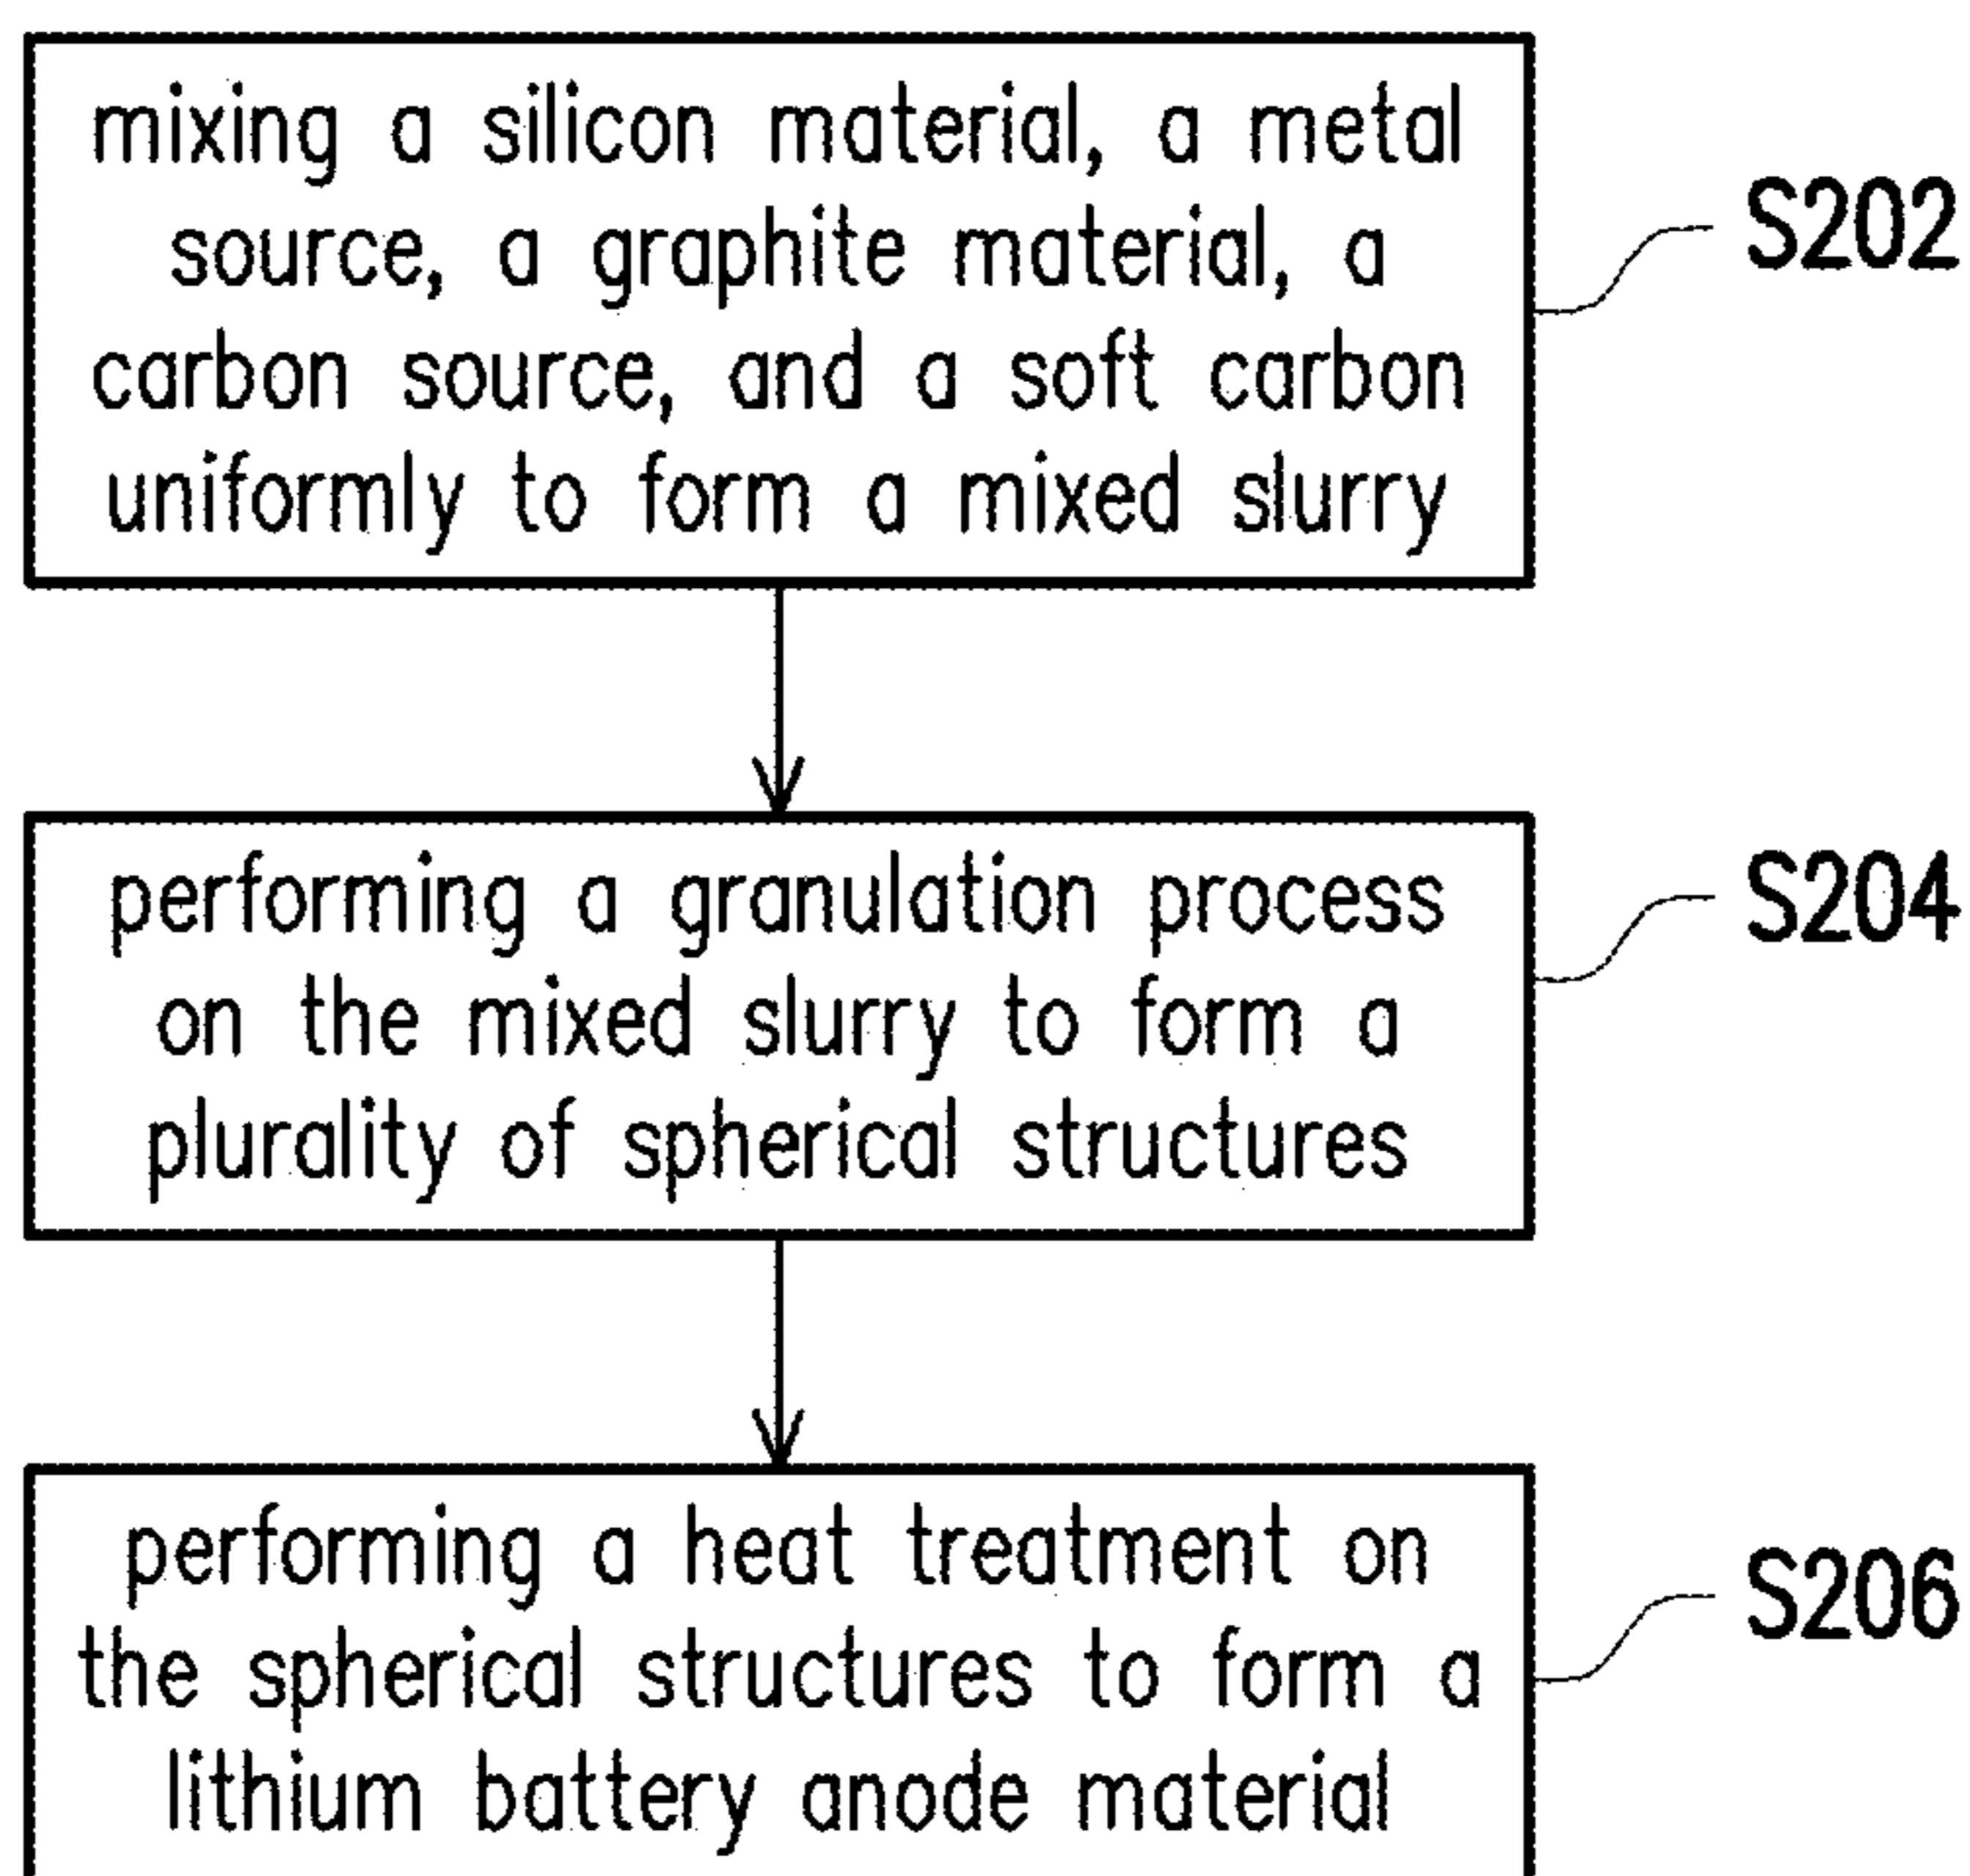 mixing a silicon material, a metal
source, a graphite material, a
carbon source, and a soft carbon
uniformly to form a mixed slurry
S202
performing a granulation process
on the mixed slurry to form a
plurality of spherical structures
S204
performing a heat treatment on
the spherical structures to form a
lithium battery anode material
S206